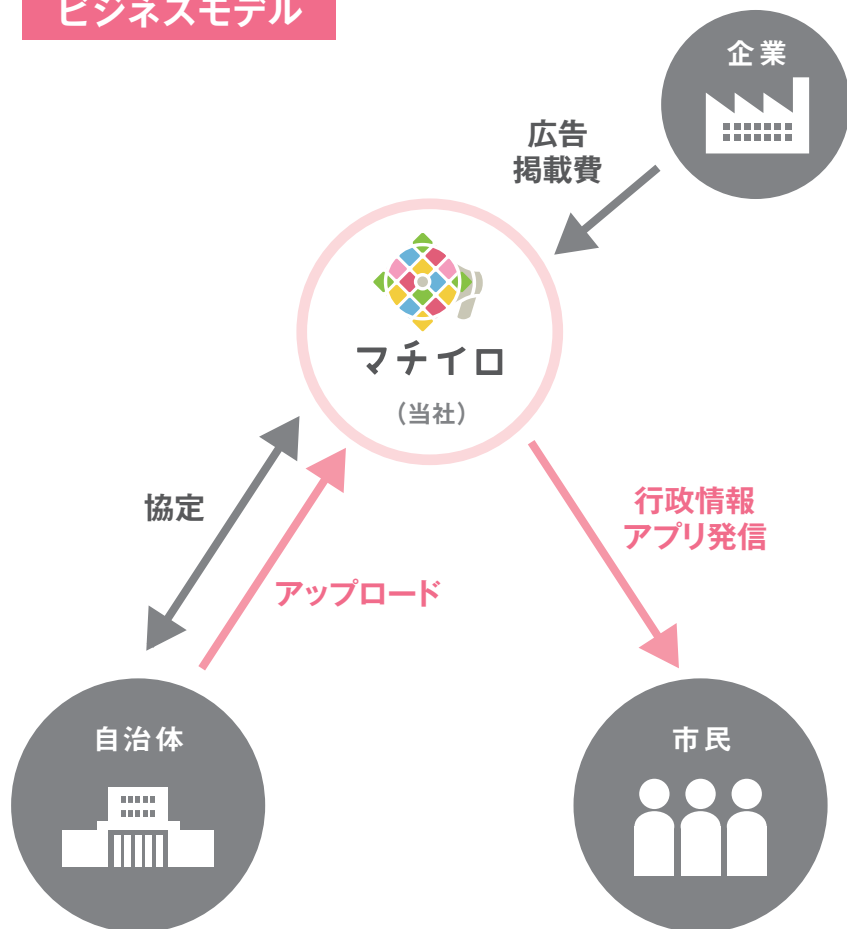 ビジネスモデル
企業
広告
掲載費
マチイロ
（当社）
協定
行政情報
アプリ発信
アップロード
自治体
市民